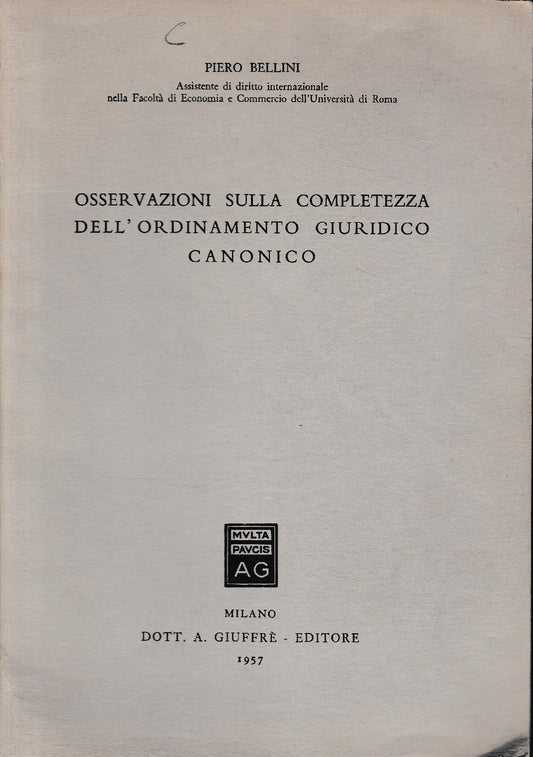 C
PIERO BELLINI
Assistente di diritto internazionale
nella Facoltà di Economia e Commercio dell'Università di Roma
OSSERVAZIONI SULLA COMPLETEZZA
DELL'ORDINAMENTO GIURIDICO
CANONICO
MVLTA
PAVCIS
AG
MILANO
DOTT. A. GIUFFRÈ - EDITORE
1957